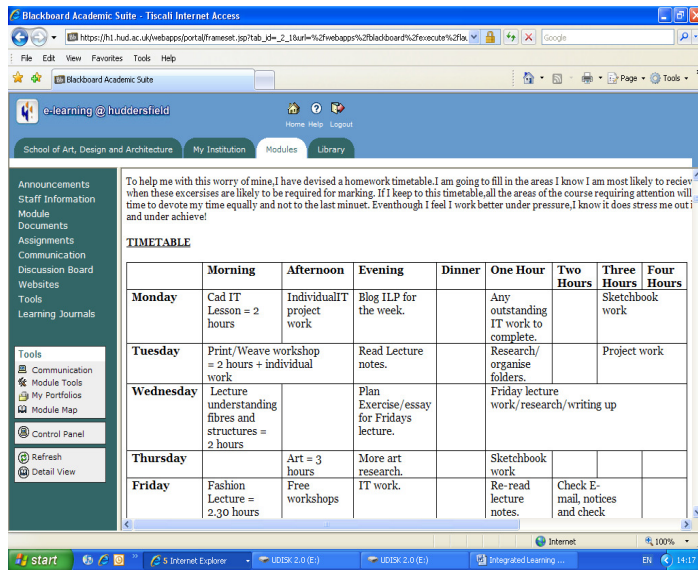 Blackboard Academic Suite - Tiscali Internet Access
https://h1.hud.ac.uk/webapps/portal/frameset.jsp?tab_id=_2_1&url=%2fwebapps%2fblackboard%2fexecute%2flau
Google
File Edit View Favorites Tools Help
Blackboard Academic Suite
Page Tools
e-learning @ huddersfield
Home Help Logout
School of Art, Design and Architecture My Institution Modules Library
Announcements
Staff Information
Module
Documents
Assignments
Communication
Discussion Board
Websites
Tools
Learning Journals
Tools
Communication
Module Tools
My Portfolios
Module Map
Control Panel
Refresh
Detail View
To help me with this worry of mine,I have devised a homework timetable.I am going to fill in the areas I know I am most likely to reciev
when these excersises are likely to be required for marking. If I keep to this timetable,all the areas of the course requiring attention will
time to devote my time equally and not to the last minuet. Eventhough I feel I work better under pressure,I know it does stress me out i
and under achieve!
TIMETABLE
Morning Afternoon Evening Dinner One Hour Two Three Four
Hours Hours Hours
Monday Cad IT IndividualIT Blog ILP for Any Sketchbook
Lesson = 2 project the week. outstanding work
hours work IT work to
complete.
Tuesday Print/Weave workshop Read Lecture Research/ Project work
= 2 hours + individual notes. organise
work folders.
Wednesday Lecture Plan Friday lecture
understanding Exercise/essay work/research/writing up
fibres and for Fridays
structures = lecture.
2 hours
Thursday Art = 3 More art Sketchbook
hours research. work
Friday Fashion Free IT work. Re-read Check E-
Lecture = workshops lecture mail, notices
2.30 hours notes. and check
Internet 100%
start 5 Internet Explorer UDISK 2.0 (E:) UDISK 2.0 (E:) Integrated Learning ... EN 14:17